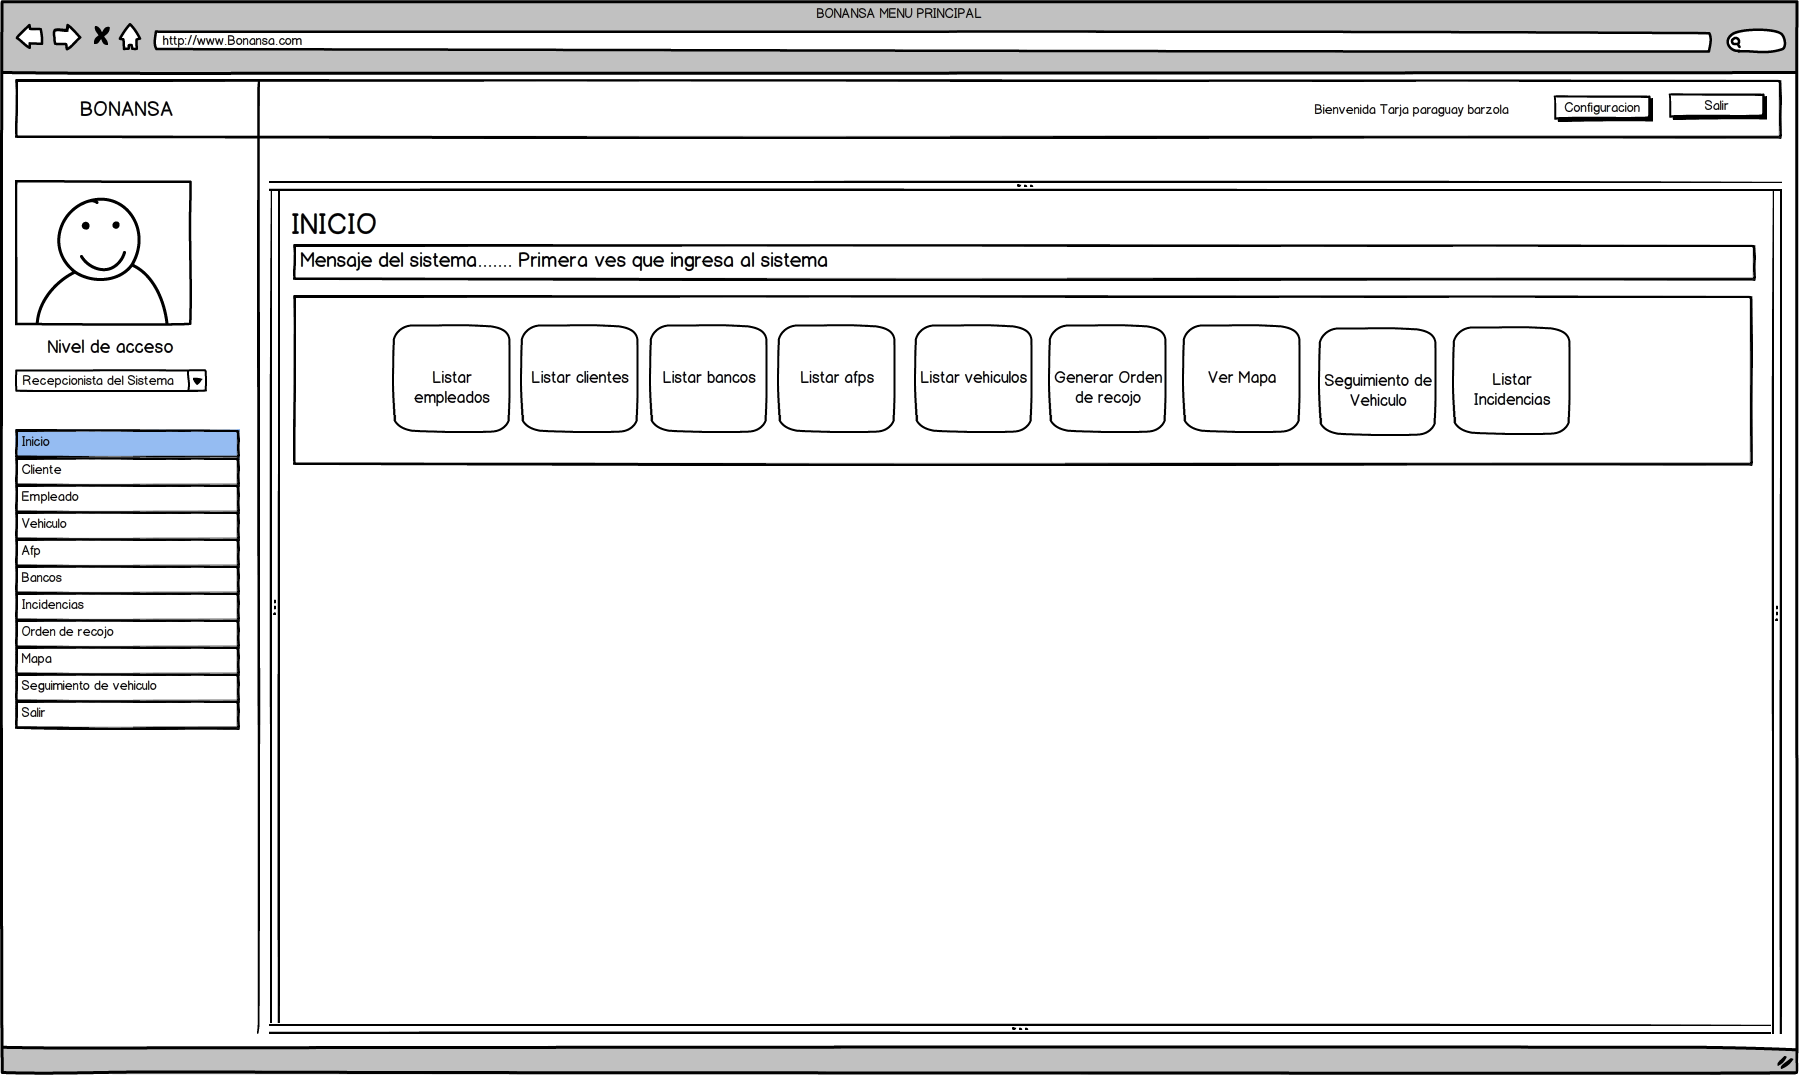 BONANSA MENU PRINCIPAL
http://www.Bonansa.com
BONANSA
Bienvenida Tarja paraguay barzola
Configuracion
Salir
Nivel de acceso
Recepcionista del Sistema
Inicio
Cliente
Empleado
Vehiculo
Afp
Bancos
Incidencias
Orden de recojo
Mapa
Seguimiento de vehiculo
Salir
INICIO
Mensaje del sistema....... Primera ves que ingresa al sistema
Listar
empleados
Listar clientes
Listar bancos
Listar afps
Listar vehiculos
Generar Orden
de recojo
Ver Mapa
Seguimiento de
Vehiculo
Listar
Incidencias